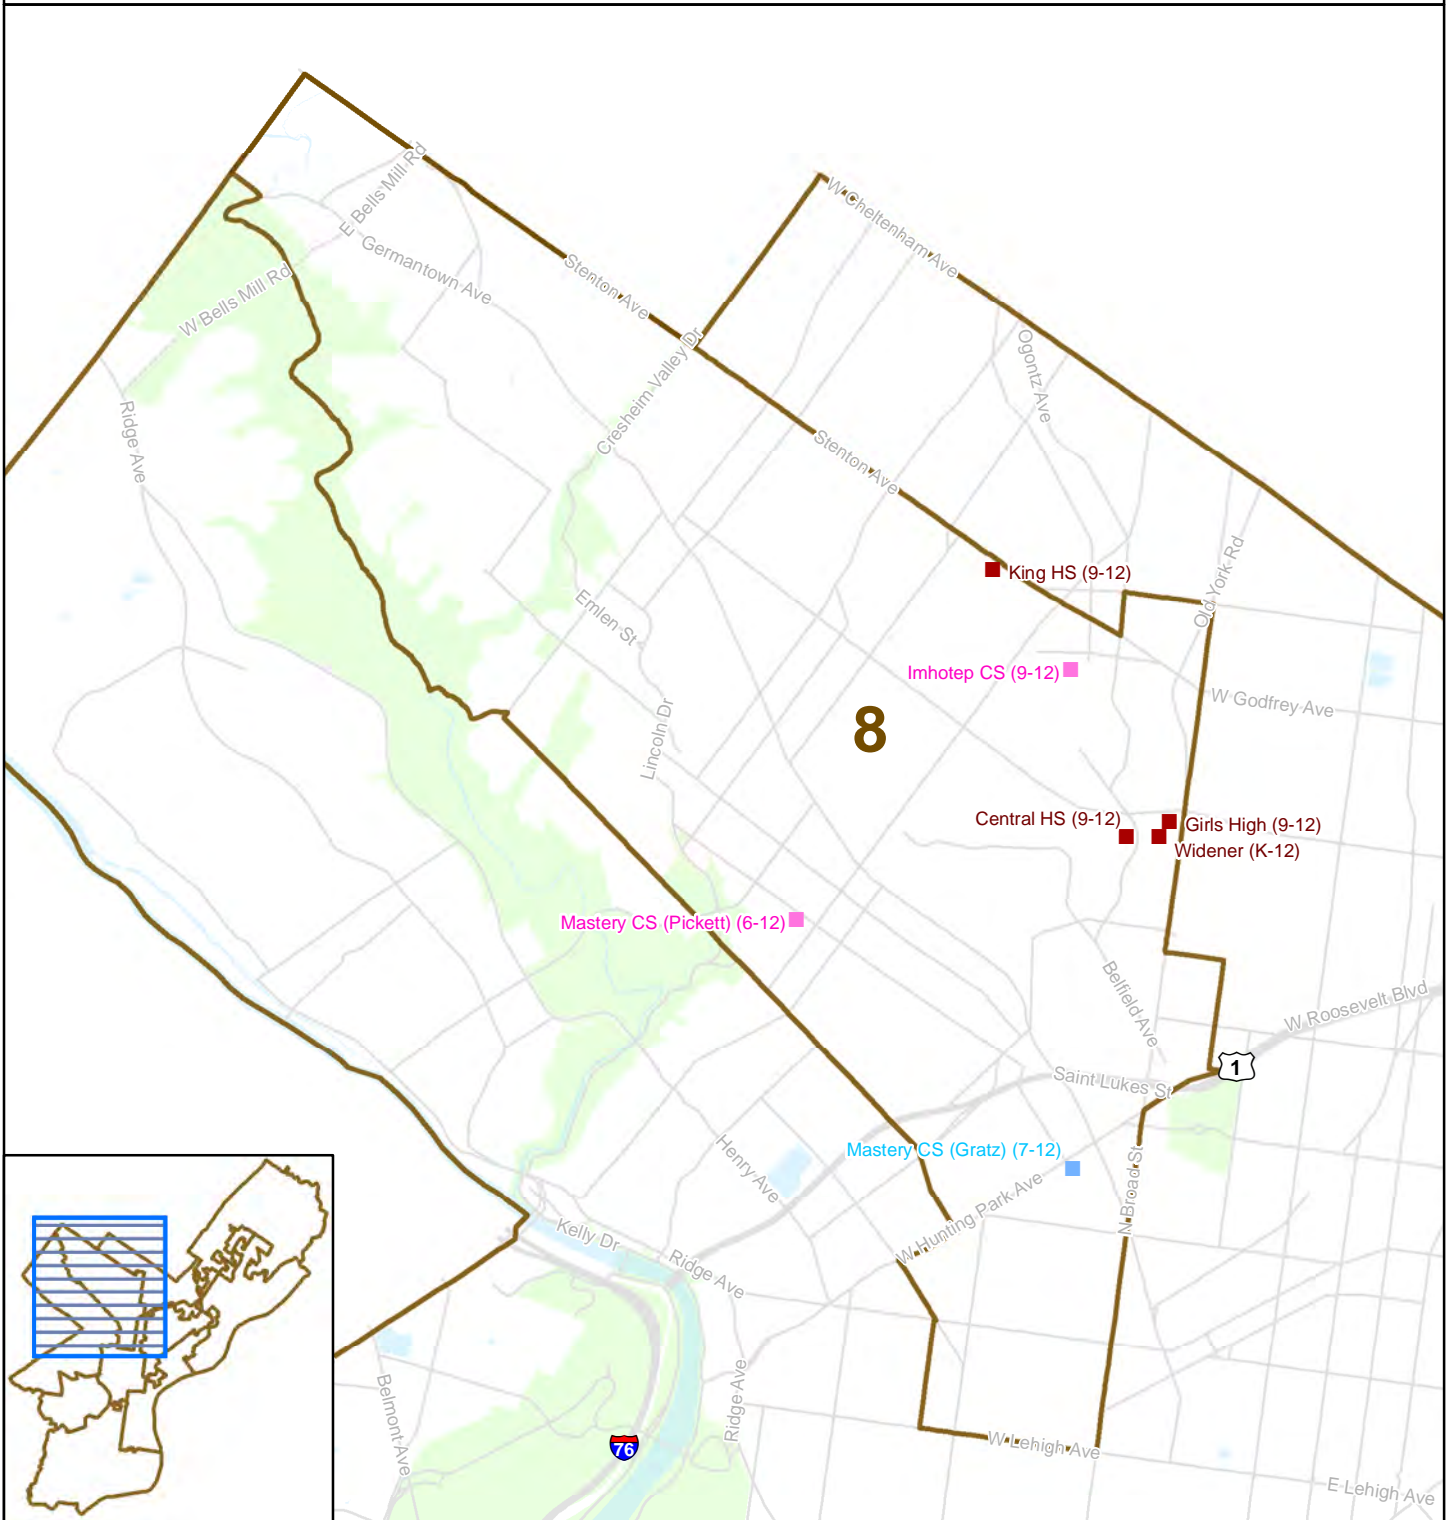 E Bells Mill Rd
W Cheltenham Ave
Germantown Ave
Stenton Ave
W Bells Mill Rd
Cresheim Valley Dr
Ogontz Ave
Ridge Ave
Stenton Ave
Old York Rd
King HS (9-12)
Emlen St
Imhotep CS (9-12)
W Godfrey Ave
8
Lincoln Dr
Central HS (9-12)
Girls High (9-12)
Widener (K-12)
Mastery CS (Pickett) (6-12)
Belfield Ave
W Roosevelt Blvd
1
Saint Lukes St
Henry Ave
Mastery CS (Gratz) (7-12)
W Hunting Park Ave
N Broad St
Kelly Dr
Ridge Ave
Ridge Ave
Belmont Ave
76
W Lehigh Ave
E Lehigh Ave